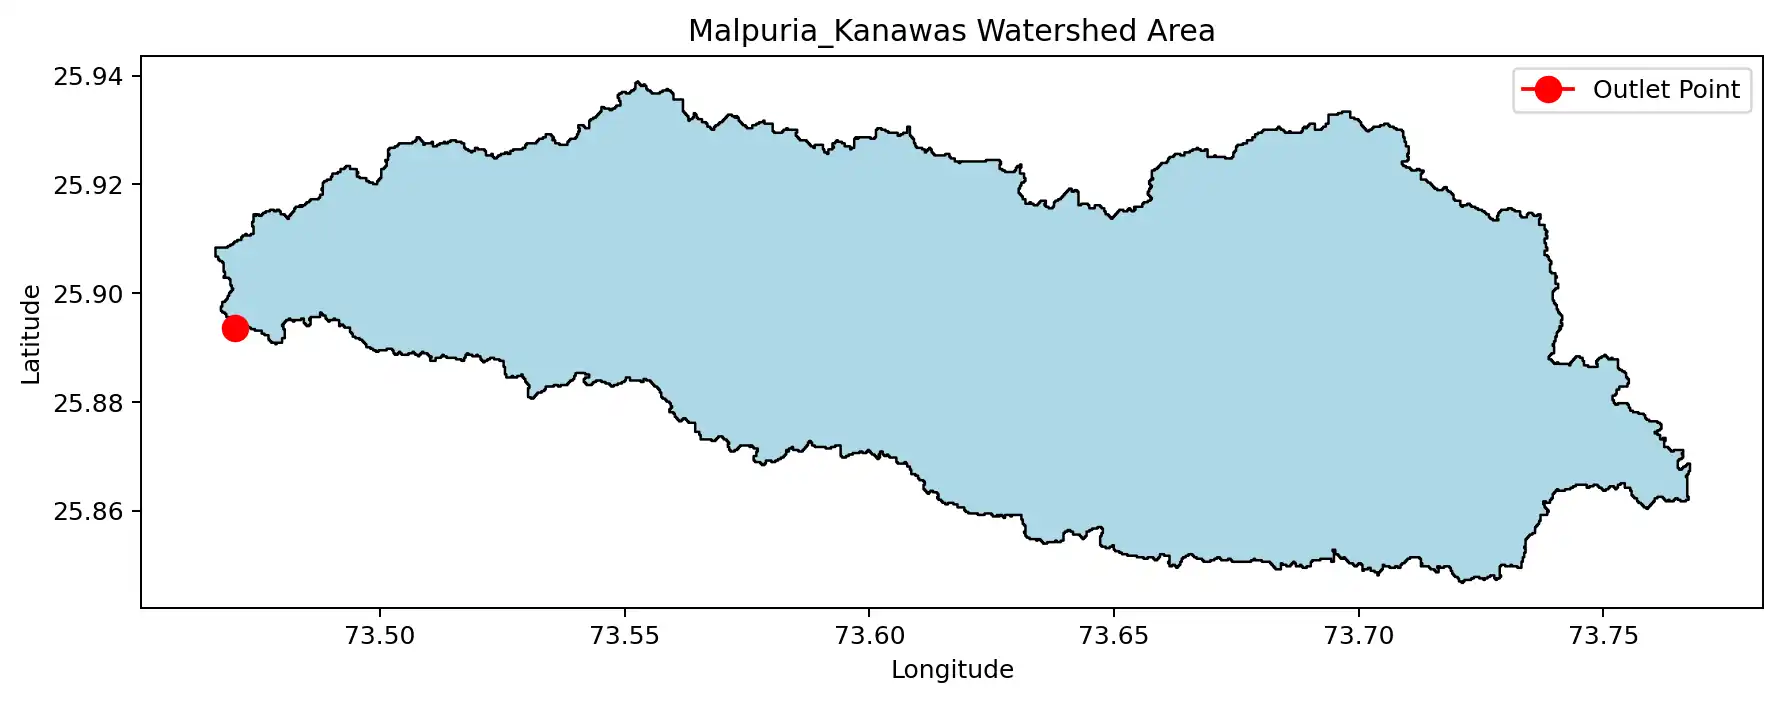 Malpuria_Kanawas Watershed Area
Outlet Point
25.94
25.92
25.90
25.88
25.86
Latitude
73.50 73.55 73.60 73.65 73.70 73.75
Longitude